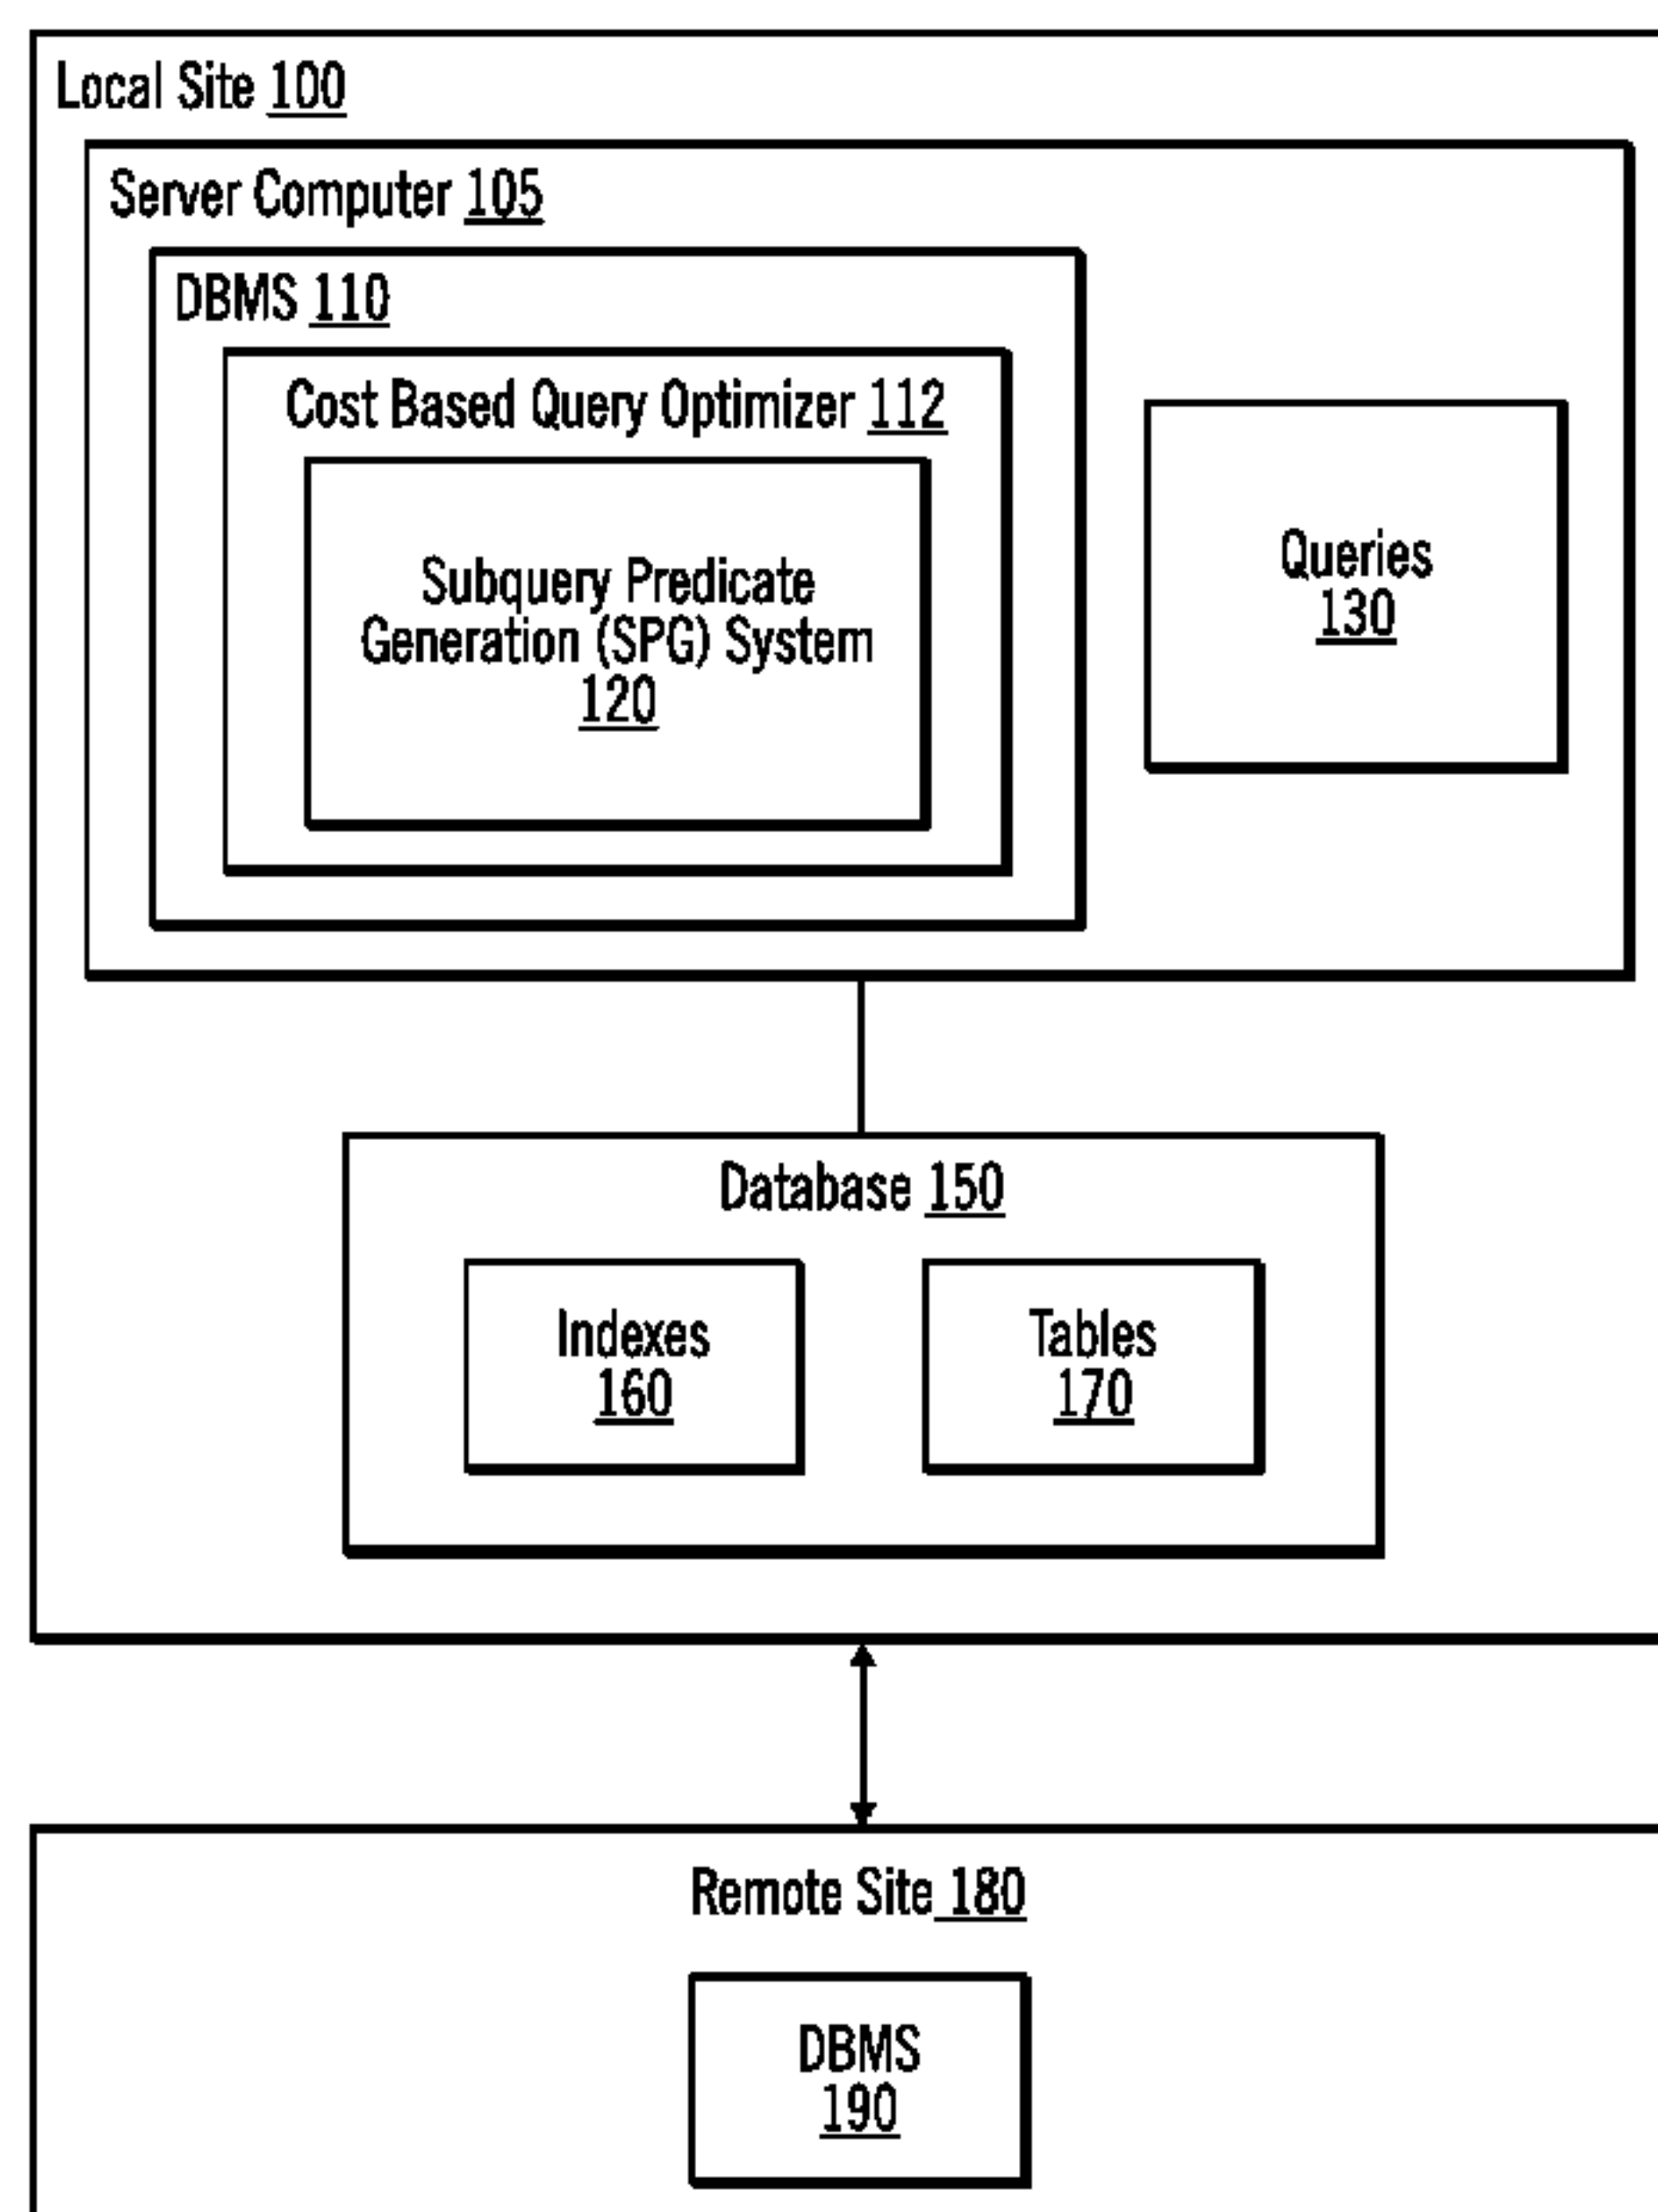 Local Site 100
Server Computer 105
DBMS 110
Cost Based Query Optimizer 112
Subquery Predicate
Generation (SPG) System
120
Queries
130
Database 150
Indexes
160
Tables
170
Remote Site 180
DBMS
190